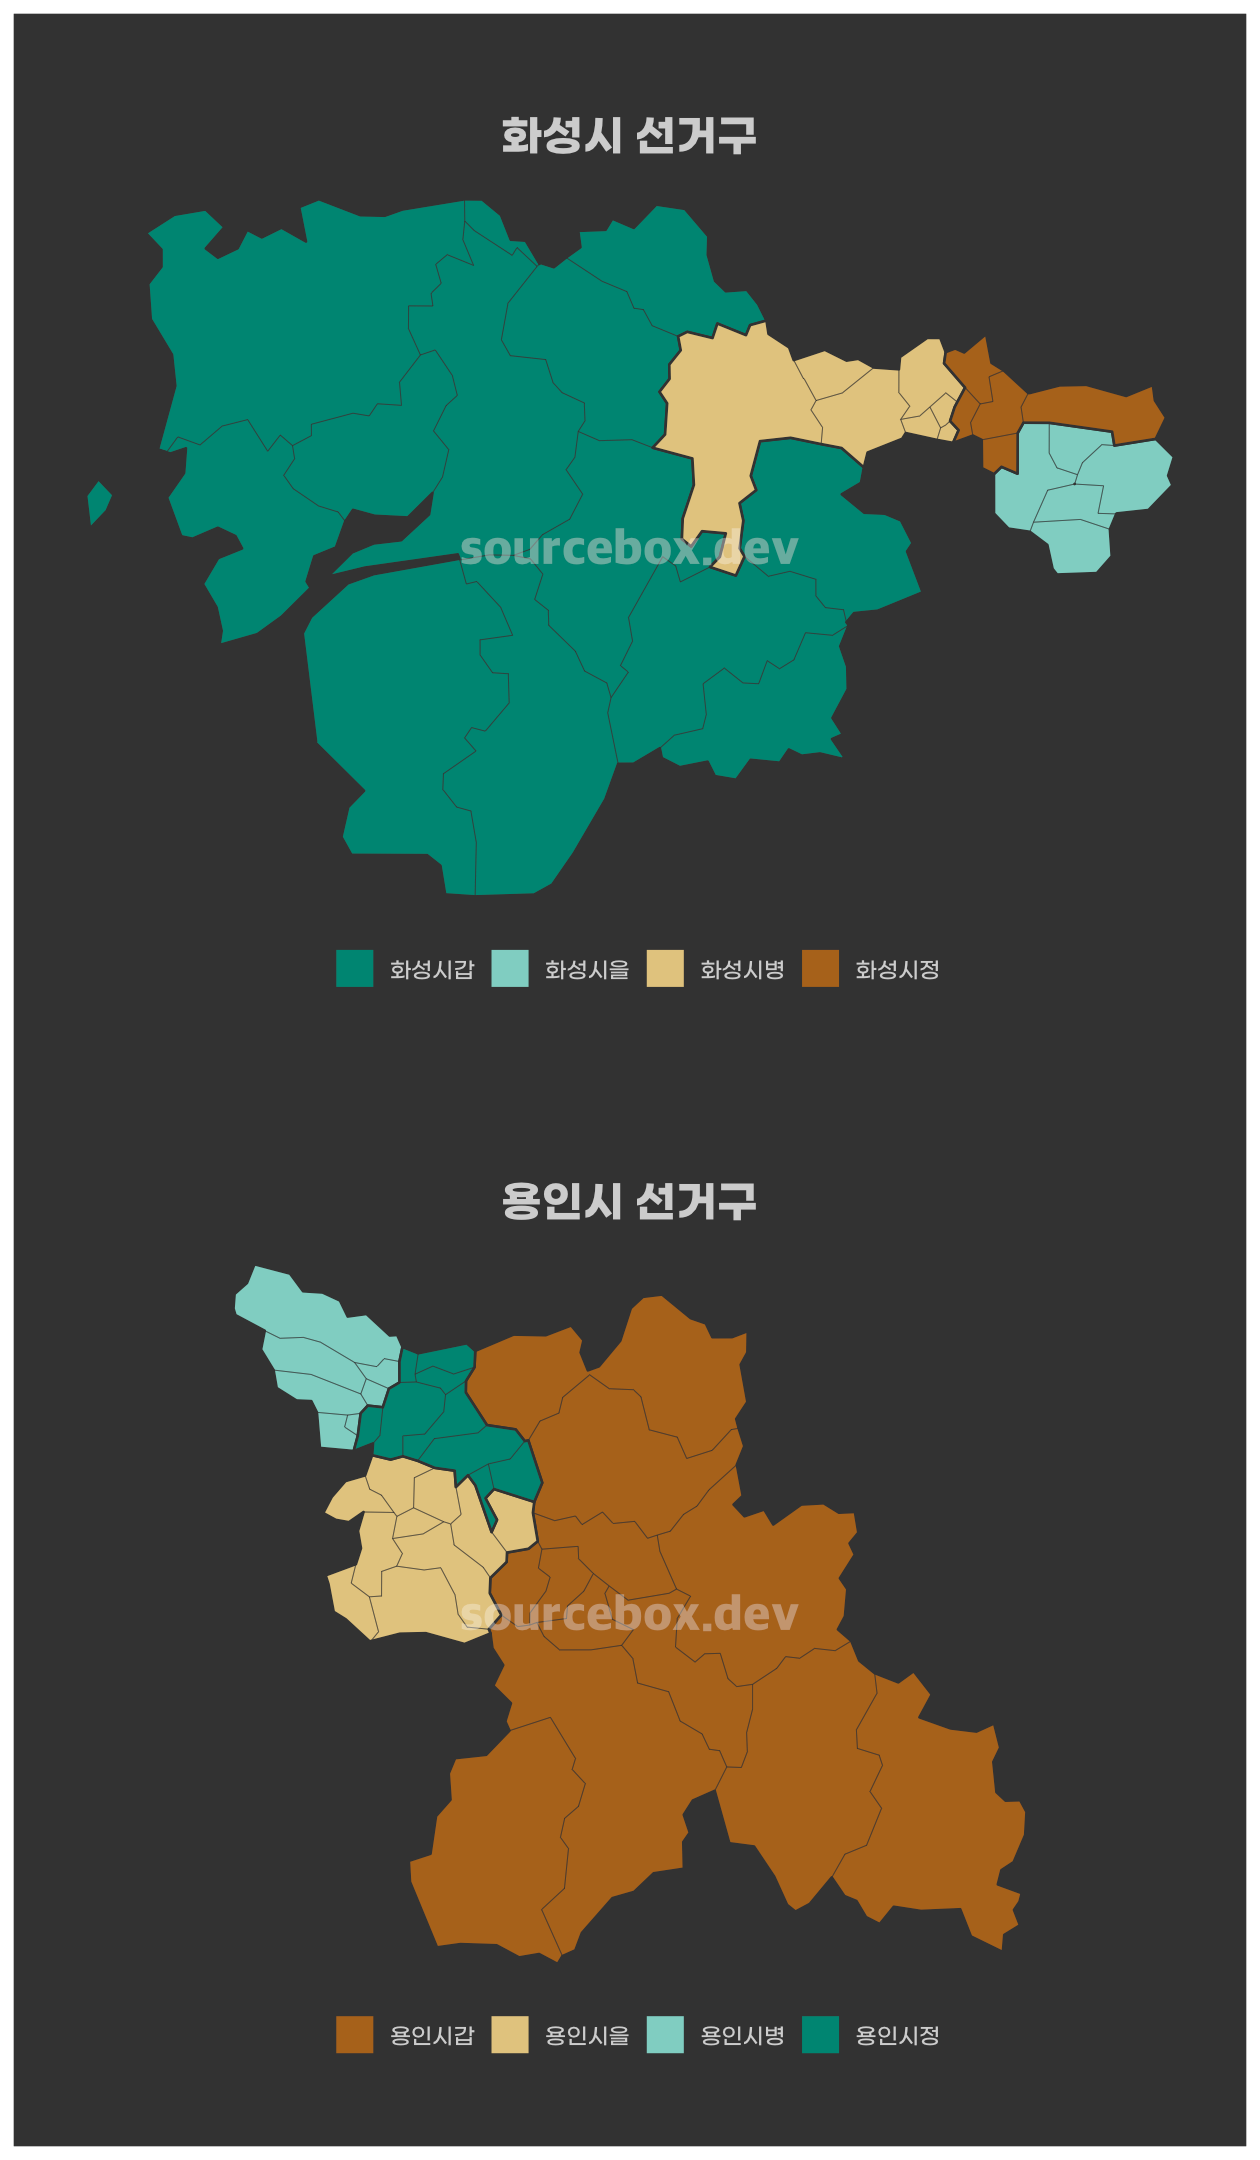 화성시 선거구
sourcebox.dev
화성시갑 화성시을 화성시병 화성시정
용인시 선거구
sourcebox.dev
용인시갑 용인시을 용인시병 용인시정